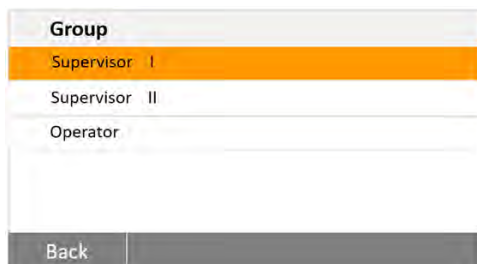 Group
Supervisor I
Supervisor II
Operator
Back